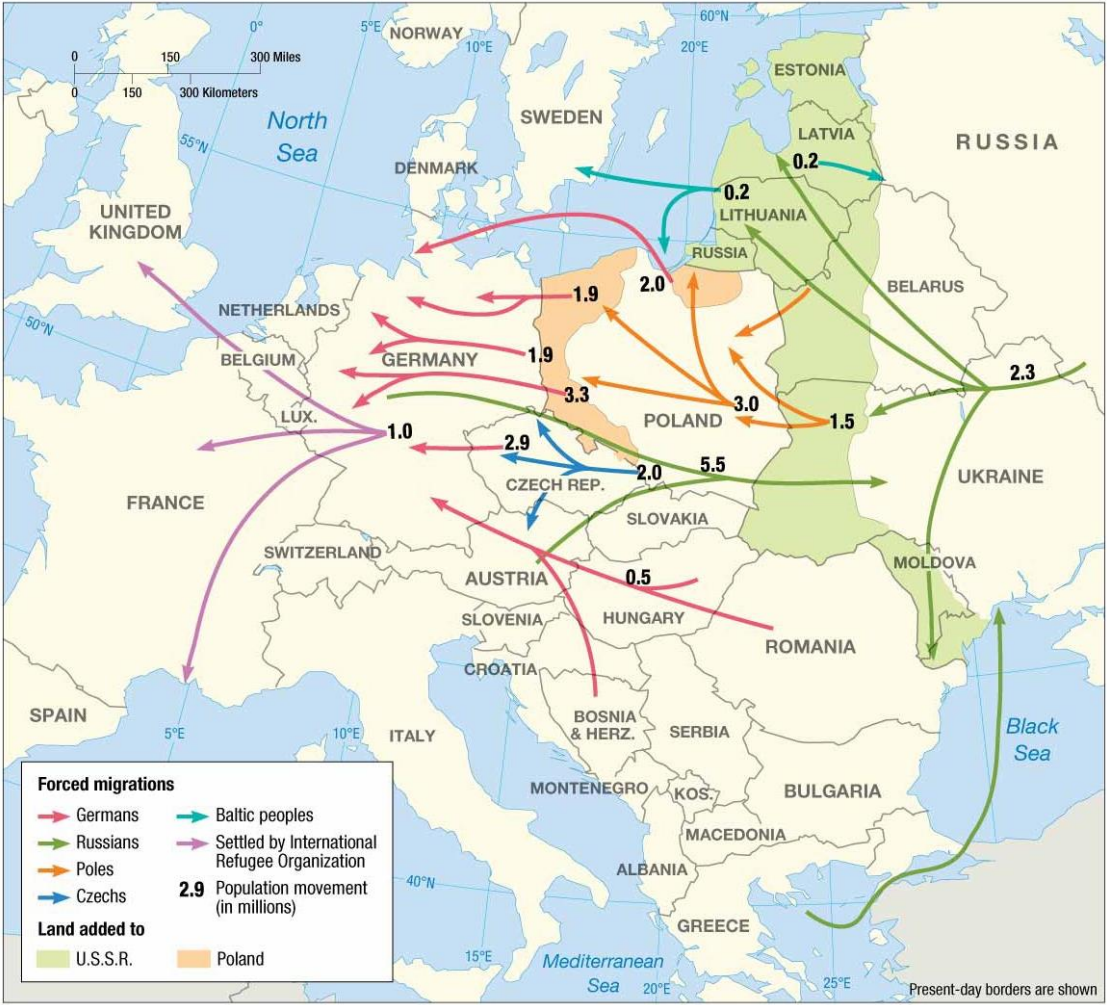 60°N
0°
5°E
10°E
20°E
NORWAY
0 150 300 Miles
0 150 300 Kilometers
ESTONIA
North
Sea
SWEDEN
55°N
LATVIA
RUSSIA
0.2
DENMARK
0.2
UNITED
KINGDOM
LITHUANIA
RUSSIA
2.0
BELARUS
1.9
NETHERLANDS
50°N
BELGIUM
GERMANY
1.9
2.3
3.3
3.0
LUX.
POLAND
1.5
1.0
2.9
5.5
2.0
CZECH REP.
UKRAINE
FRANCE
SLOVAKIA
SWITZERLAND
MOLDOVA
AUSTRIA
0.5
SLOVENIA
HUNGARY
ROMANIA
CROATIA
SPAIN
BOSNIA
& HERZ.
SERBIA
Black
Sea
5°E
10°E
ITALY
MONTENEGRO
KOS.
BULGARIA
MACEDONIA
ALBANIA
40°N
GREECE
15°E
Mediterranean
Sea
20°E
25°E
Forced migrations
Germans
Russians
Poles
Czechs
Baltic peoples
Settled by International
Refugee Organization
2.9 Population movement
(in millions)
Land added to
U.S.S.R.
Poland
Present-day borders are shown